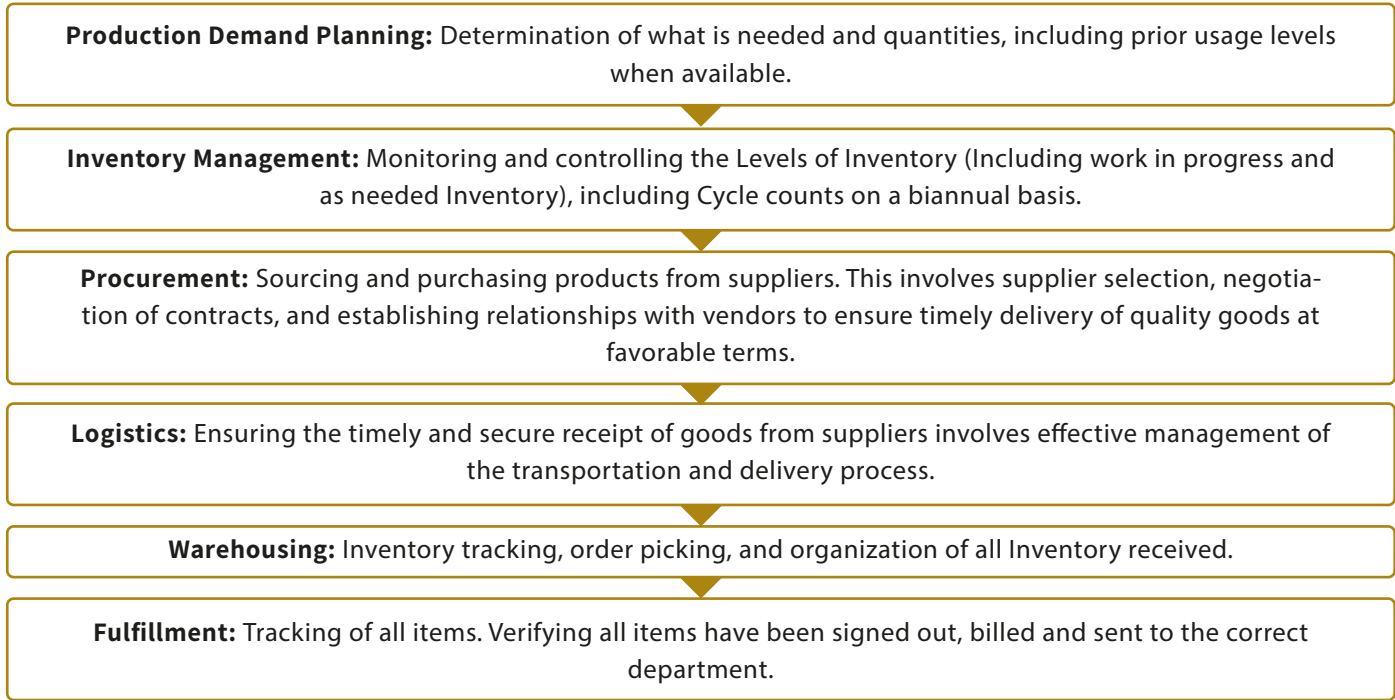 Production Demand Planning: Determination of what is needed and quantities, including prior usage levels
when available.
Inventory Management: Monitoring and controlling the Levels of Inventory (Including work in progress and
as needed Inventory), including Cycle counts on a biannual basis.
Procurement: Sourcing and purchasing products from suppliers. This involves supplier selection, negotia-
tion of contracts, and establishing relationships with vendors to ensure timely delivery of quality goods at
favorable terms.
Logistics: Ensuring the timely and secure receipt of goods from suppliers involves effective management of
the transportation and delivery process.
Warehousing: Inventory tracking, order picking, and organization of all Inventory received.
Fulfillment: Tracking of all items. Verifying all items have been signed out, billed and sent to the correct
department.